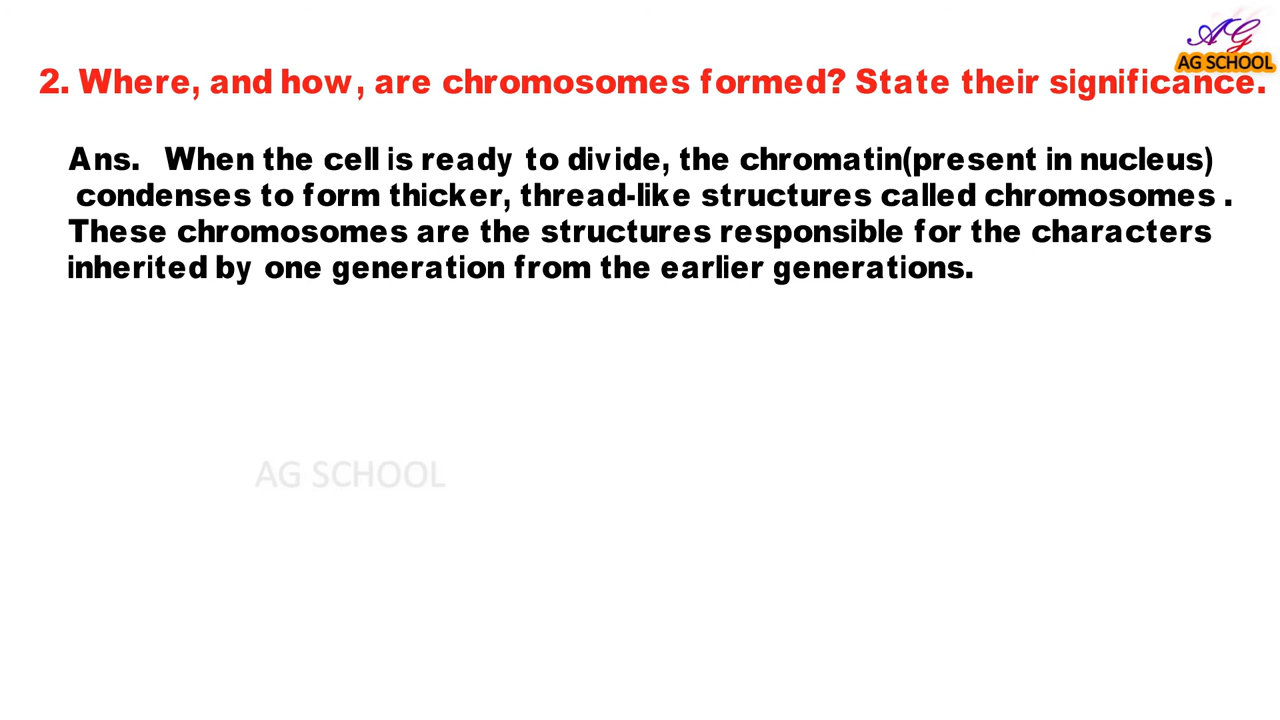 AG
AG SCHOOL
2. Where, and how, are chromosomes formed? State their significance.
Ans. When the cell is ready to divide, the chromatin(present in nucleus)
condenses to form thicker, thread-like structures called chromosomes .
These chromosomes are the structures responsible for the characters
inherited by one generation from the earlier generations.
AG SCHOOL